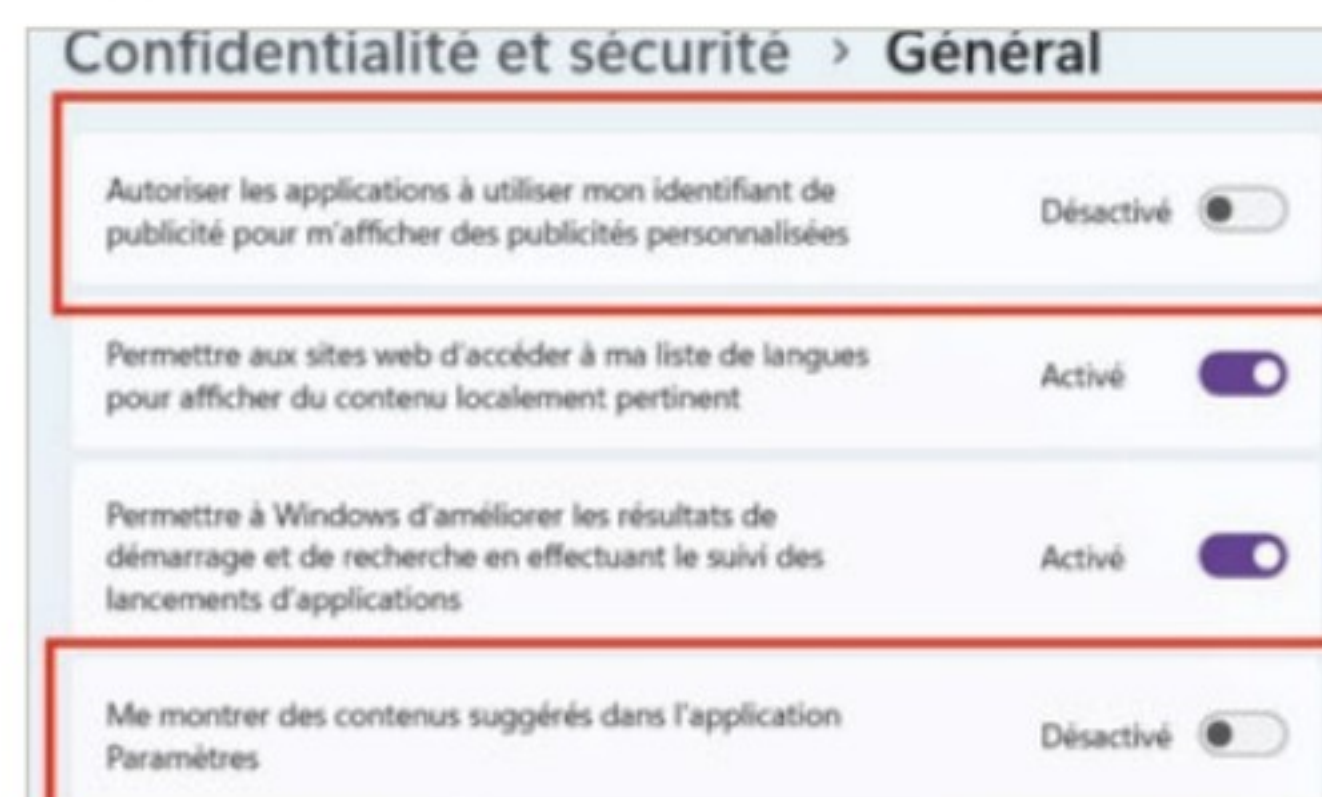 Confidentialité et sécurité > Général
Autoriser les applications à utiliser mon identifiant de
publicité pour m'afficher des publicités personnalisées
Désactivé
Permettre aux sites web d'accéder à ma liste de langues
pour afficher du contenu localement pertinent
Activé
Permettre à Windows d'améliorer les résultats de
démarrage et de recherche en effectuant le suivi des
lancements d'applications
Activé
Me montrer des contenus suggérés dans l'application
Paramètres
Désactivé